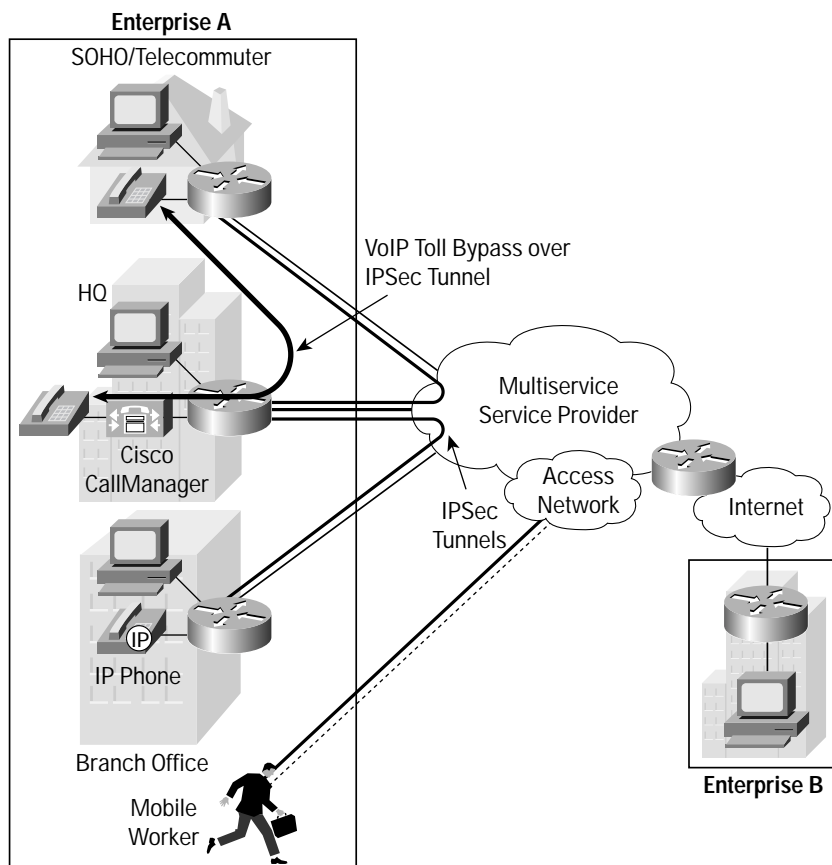 Enterprise A
SOHO/Telecommuter
VoIP Toll Bypass over
IPSec Tunnel
HQ
Multiservice
Service Provider
Cisco
CallManager
Access
Network
Internet
IPSec
Tunnels
IP
IP Phone
Branch Office
Enterprise B
Mobile
Worker